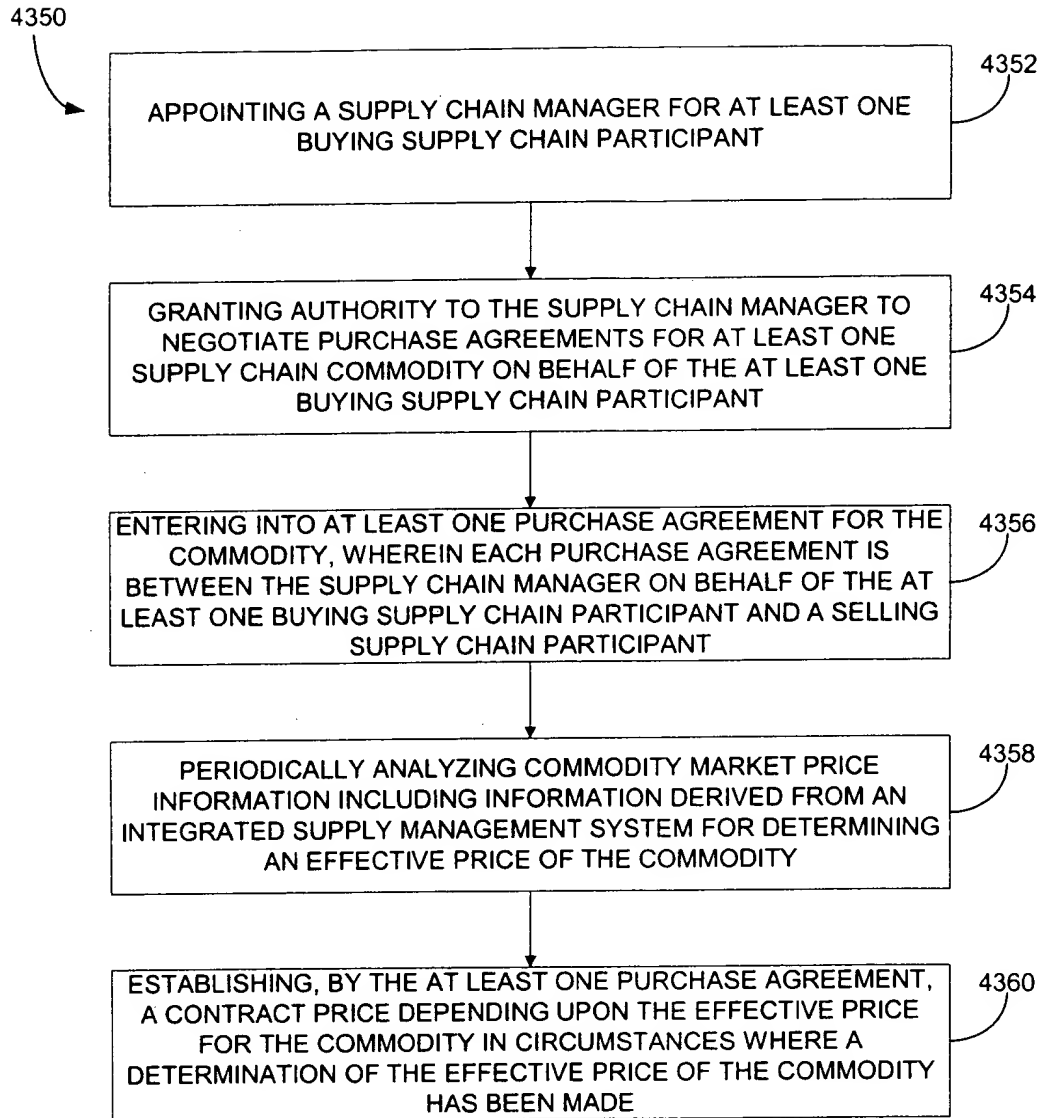 4350
APPOINTING A SUPPLY CHAIN MANAGER FOR AT LEAST ONE
BUYING SUPPLY CHAIN PARTICIPANT
4352
GRANTING AUTHORITY TO THE SUPPLY CHAIN MANAGER TO
NEGOTIATE PURCHASE AGREEMENTS FOR AT LEAST ONE
SUPPLY CHAIN COMMODITY ON BEHALF OF THE AT LEAST ONE
BUYING SUPPLY CHAIN PARTICIPANT
4354
ENTERING INTO AT LEAST ONE PURCHASE AGREEMENT FOR THE
COMMODITY, WHEREIN EACH PURCHASE AGREEMENT IS
BETWEEN THE SUPPLY CHAIN MANAGER ON BEHALF OF THE AT
LEAST ONE BUYING SUPPLY CHAIN PARTICIPANT AND A SELLING
SUPPLY CHAIN PARTICIPANT
4356
PERIODICALLY ANALYZING COMMODITY MARKET PRICE
INFORMATION INCLUDING INFORMATION DERIVED FROM AN
INTEGRATED SUPPLY MANAGEMENT SYSTEM FOR DETERMINING
AN EFFECTIVE PRICE OF THE COMMODITY
4358
ESTABLISHING, BY THE AT LEAST ONE PURCHASE AGREEMENT,
A CONTRACT PRICE DEPENDING UPON THE EFFECTIVE PRICE
FOR THE COMMODITY IN CIRCUMSTANCES WHERE A
DETERMINATION OF THE EFFECTIVE PRICE OF THE COMMODITY
HAS BEEN MADE
4360